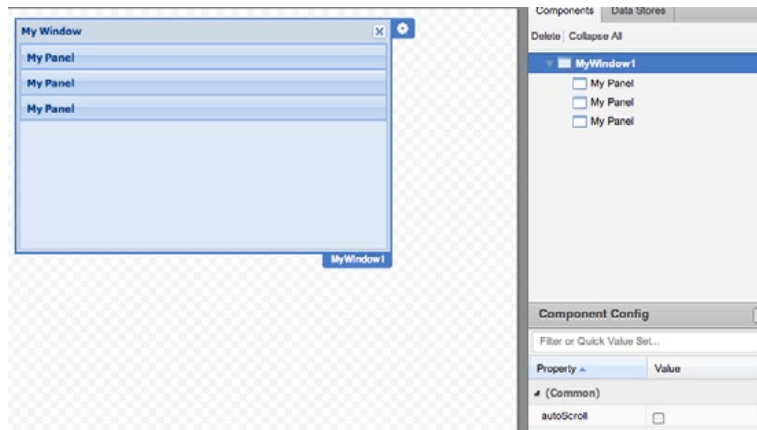 My Window
My Panel
My Panel
My Panel
MyWindow1
Components Data Stores
Delete Collapse All
MyWindow1
My Panel
My Panel
My Panel
Component Config
Filter or Quick Value Set...
Property Value
(Common)
autoScroll